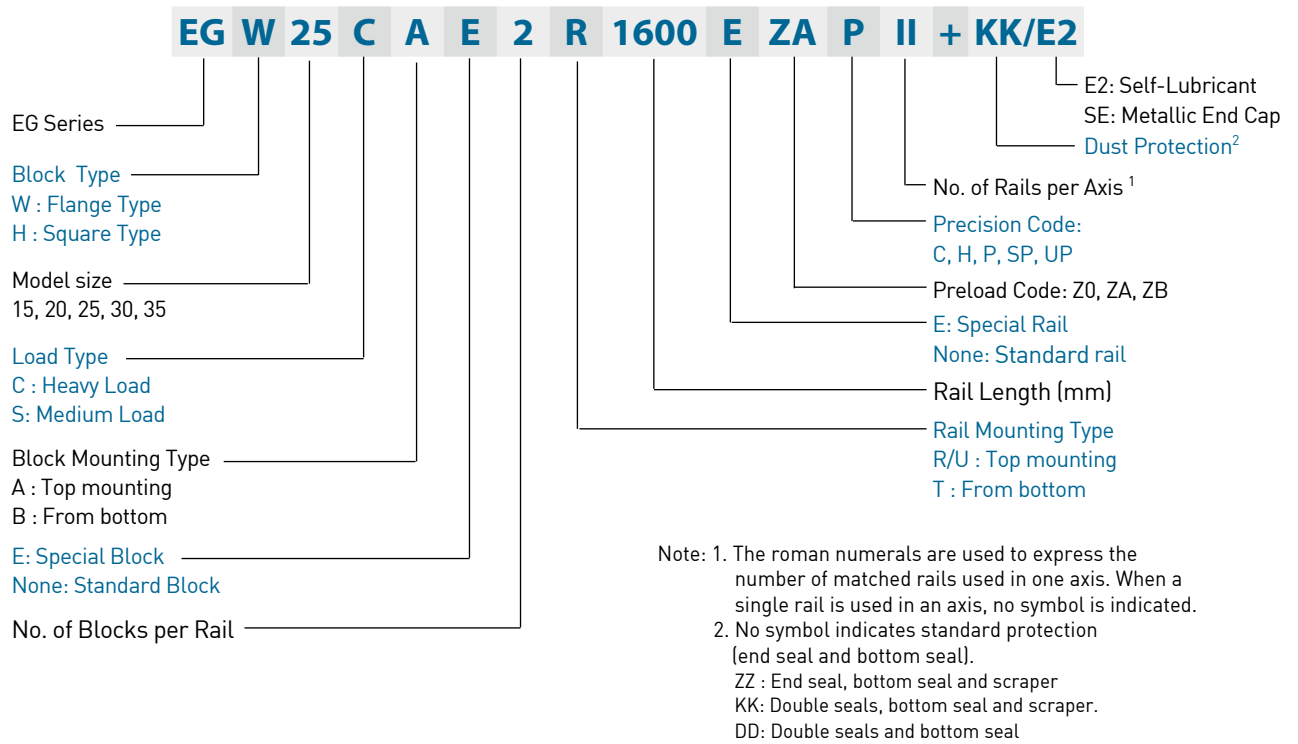 EG W 25 C A E 2 R 1600 E ZA P II + KK/E2
EG Series
Block Type
W : Flange Type
H : Square Type
Model size
15, 20, 25, 30, 35
Load Type
C : Heavy Load
S: Medium Load
Block Mounting Type
A : Top mounting
B : From bottom
E: Special Block
None: Standard Block
No. of Blocks per Rail
E2: Self-Lubricant
SE: Metallic End Cap
Dust Protection2
No. of Rails per Axis 1
Precision Code:
C, H, P, SP, UP
Preload Code: Z0, ZA, ZB
E: Special Rail
None: Standard rail
Rail Length (mm)
Rail Mounting Type
R/U : Top mounting
T : From bottom
Note: 1. The roman numerals are used to express the
number of matched rails used in one axis. When a
single rail is used in an axis, no symbol is indicated.
2. No symbol indicates standard protection
(end seal and bottom seal).
ZZ : End seal, bottom seal and scraper
KK: Double seals, bottom seal and scraper.
DD: Double seals and bottom seal